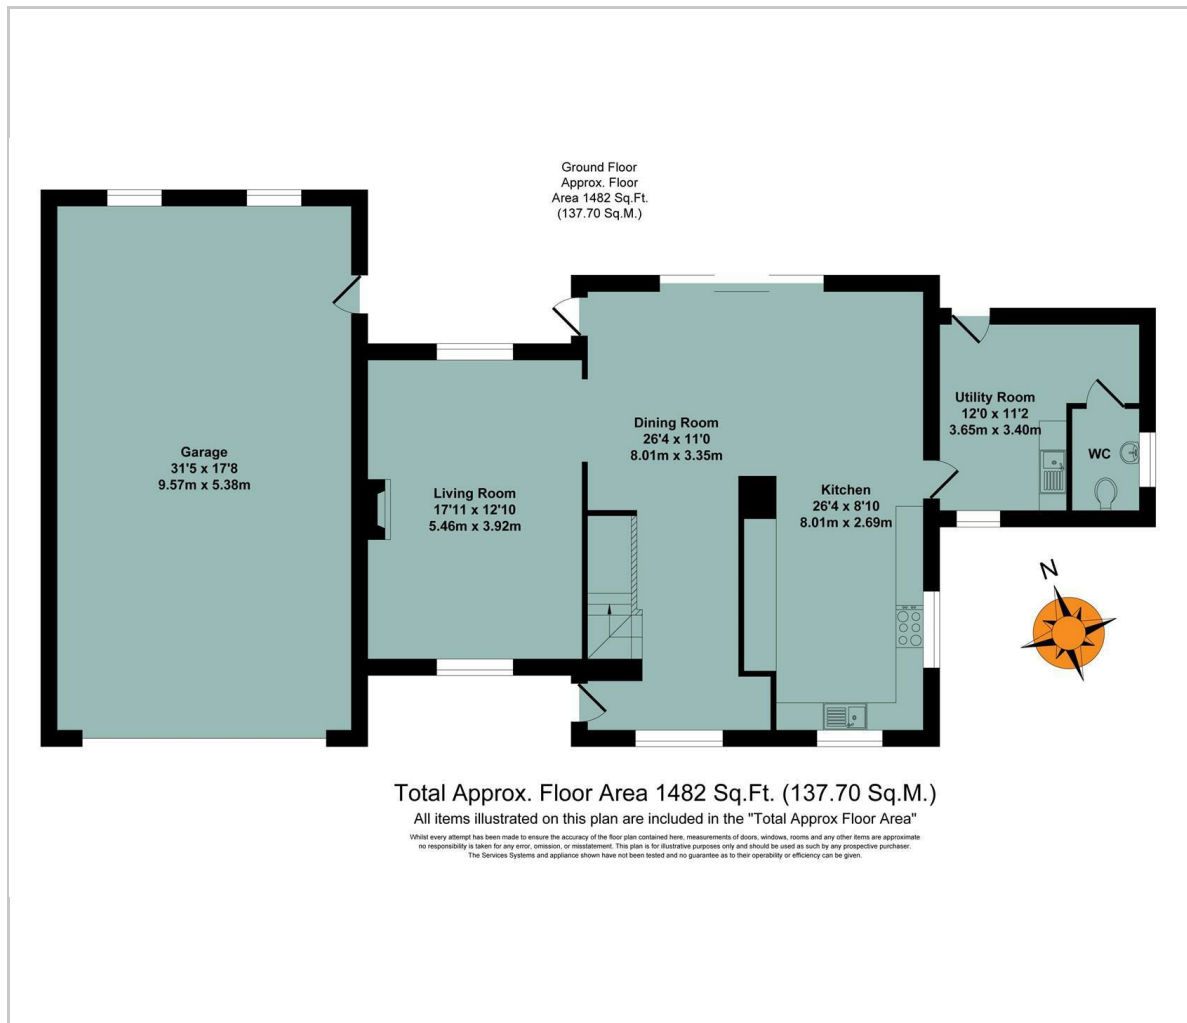 Ground Floor
Approx. Floor
Area 1482 Sq.Ft.
(137.70 Sq.M.)
Garage
31'5 x 17'8
9.57m x 5.38m
Living Room
17'11 x 12'10
5.46m x 3.92m
Dining Room
26'4 x 11'0
8.01m x 3.35m
Kitchen
26'4 x 8'10
8.01m x 2.69m
Utility Room
12'0 x 11'2
3.65m x 3.40m
WC
N
Total Approx. Floor Area 1482 Sq.Ft. (137.70 Sq.M.)
All items illustrated on this plan are included in the "Total Approx Floor Area"
Whilst every attempt has been made to ensure the accuracy of the floor plan contained here, measurements of doors, windows, rooms and any other items are approximate
no responsibility is taken for any error, omission, or misstatement. This plan is for illustrative purposes only and should be used as such by any prospective purchaser.
The Services Systems and appliance shown have not been tested and no guarantee as to their operability or efficiency can be given.